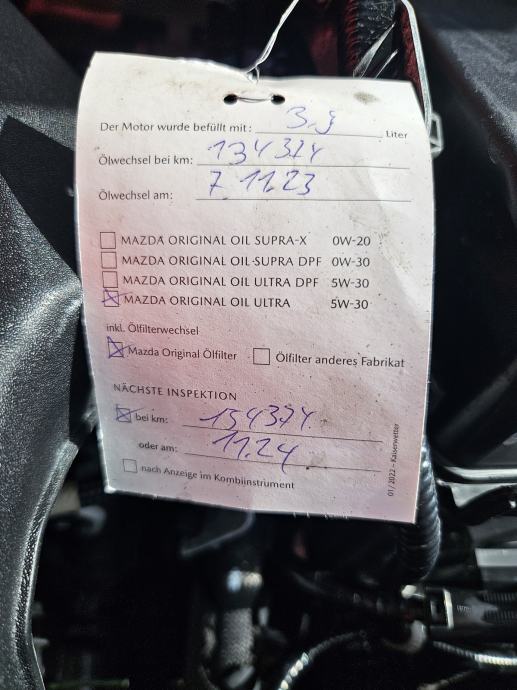 Der Motor wurde befüllt mit: 3.9 Liter
Ölwechsel bei km: 134374
Ölwechsel am: 7.11.23
MAZDA ORIGINAL OIL SUPRA-X 0W-20
MAZDA ORIGINAL OIL SUPRA DPF 0W-30
MAZDA ORIGINAL OIL ULTRA DPF 5W-30
MAZDA ORIGINAL OIL ULTRA 5W-30
inkl. Ölfilterwechsel
Mazda Original Ölfilter Ölfilter anderes Fabrikat
NÄCHSTE INSPEKTION
bei km: 154374
oder am: 11.24
nach Anzeige im Kombiinstrument
01/2022 – Kaiserwetter